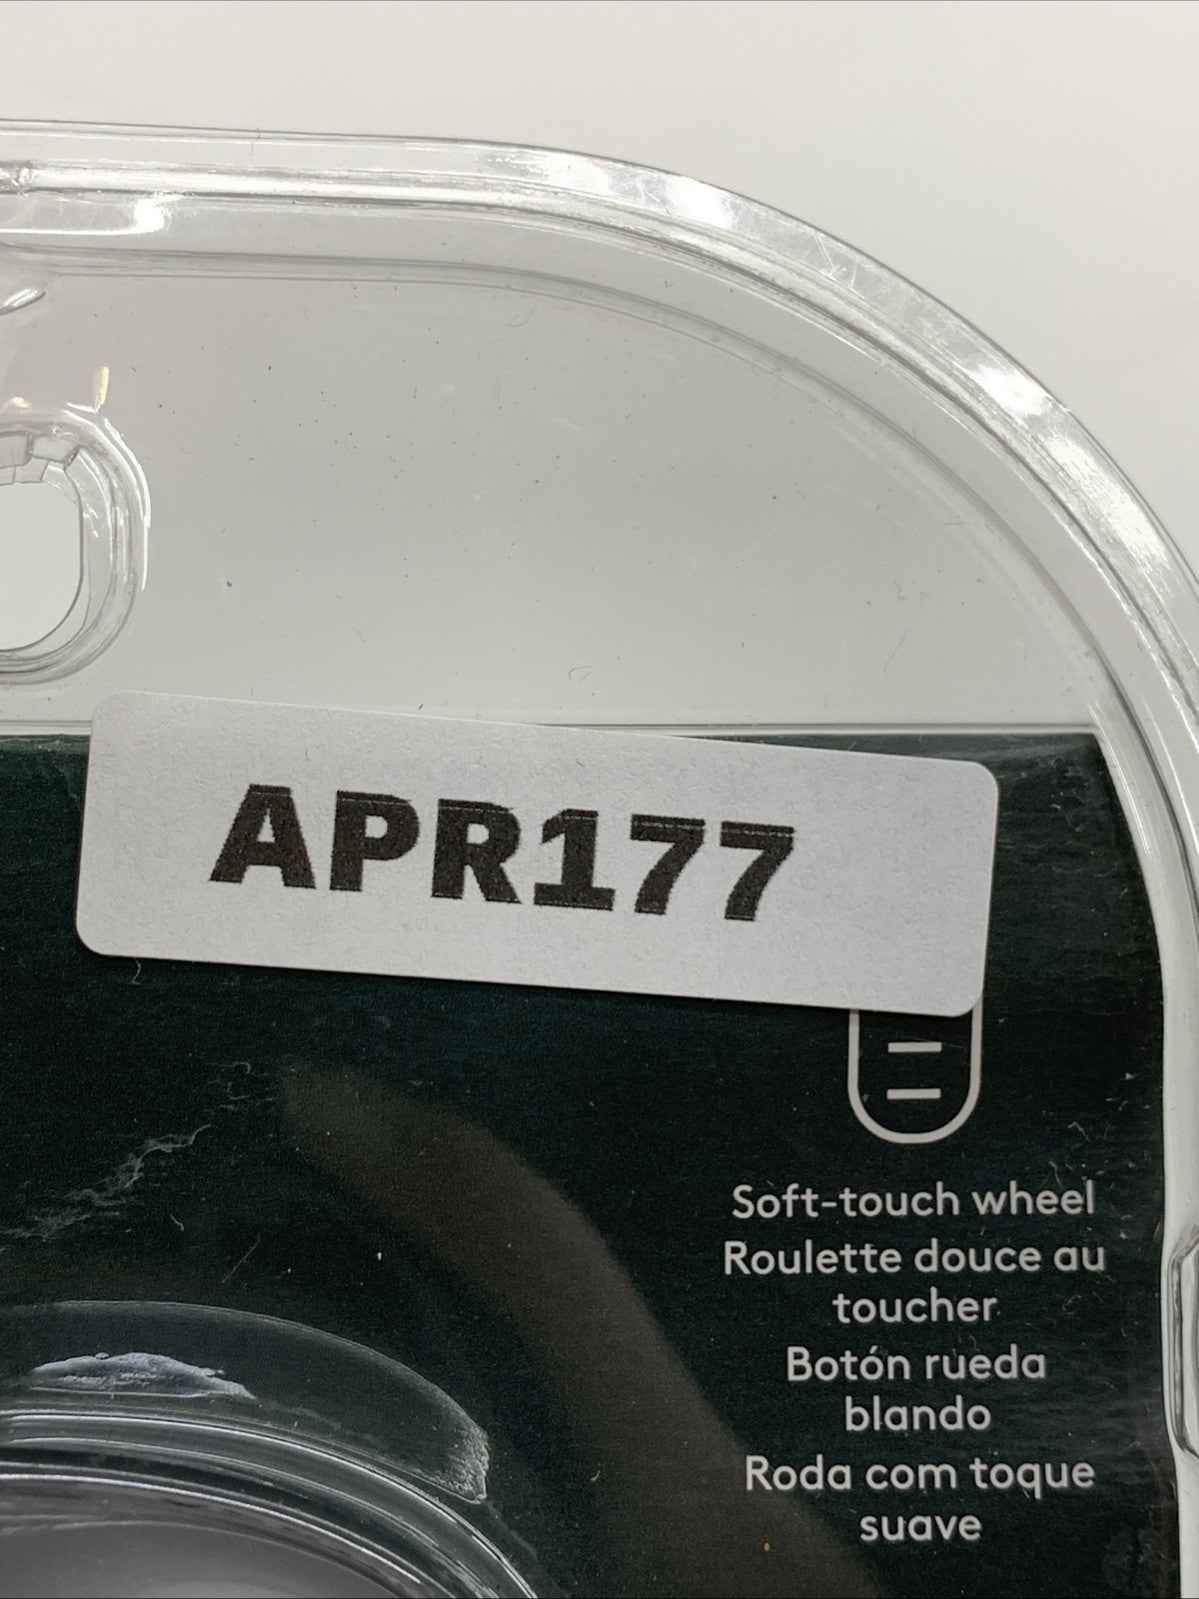 APR177
Soft-touch wheel
Roulette douce au
toucher
Botón rueda
blando
Roda com toque
suave